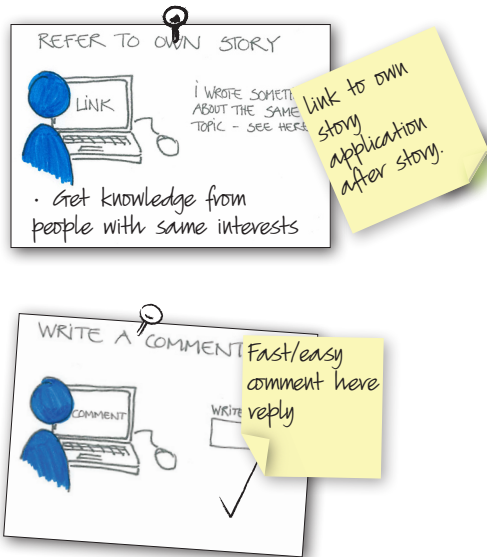 REFER TO OWN STORY
LINK
I WROTE
ABOUT THE SAME
TOPIC - SEE HERE
Link to own
story
application
after story.
· Get knowledge from
people with same interests
WRITE A COMMENT
COMMENT
WRITE
Fast/easy
comment here
reply